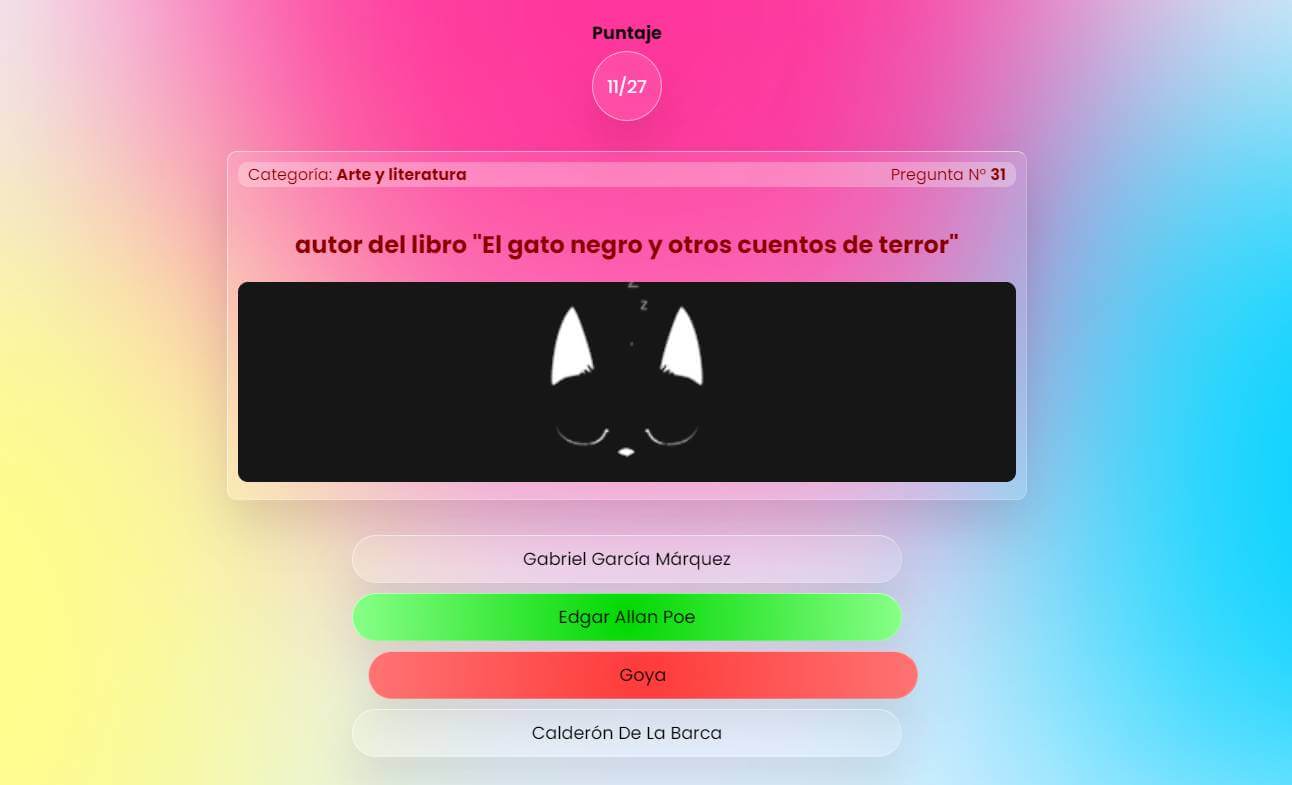 Puntaje
11/27
Categoría: Arte y literatura
Pregunta N° 31
autor del libro "El gato negro y otros cuentos de terror"
Z
z
Gabriel García Márquez
Edgar Allan Poe
Goya
Calderón De La Barca